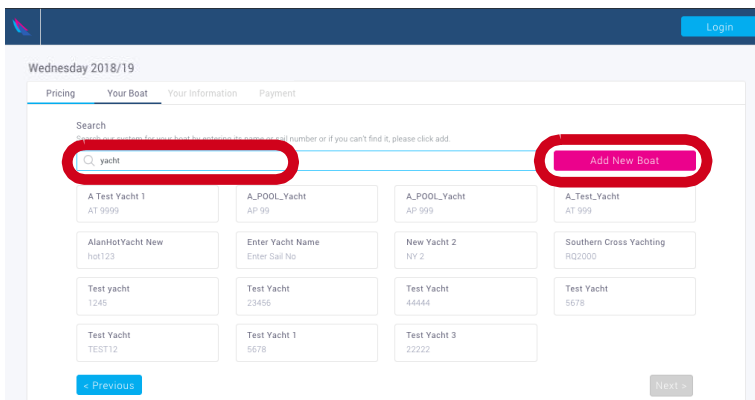 Login
Wednesday 2018/19
Pricing Your Boat Your Information Payment
Search
Search our system for your boat by entering its name or sail number or if you can't find it, please click add.
yacht Add New Boat
A Test Yacht 1 A_POOL_Yacht A_POOL_Yacht A_Test_Yacht
AT 9999 AP 99 AP 999 AT 999
AlanHotYacht New Enter Yacht Name New Yacht 2 Southern Cross Yachting
hot123 Enter Sail No NY 2 RQ2000
Test yacht Test Yacht Test Yacht Test Yacht
1245 23456 44444 5678
Test Yacht Test Yacht 1 Test Yacht 3
TEST12 5678 22222
< Previous Next >